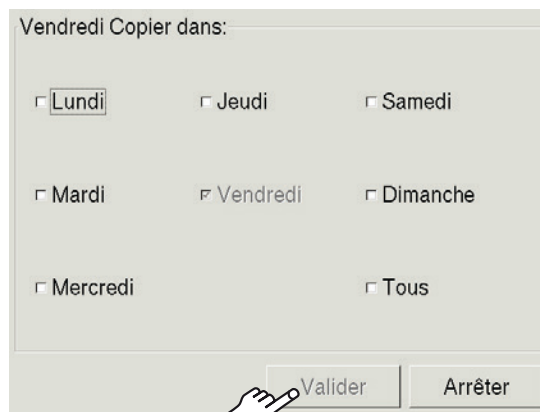 Vendredi Copier dans:
Lundi Jeudi Samedi
Mardi Vendredi Dimanche
Mercredi Tous
Valider Arrêter